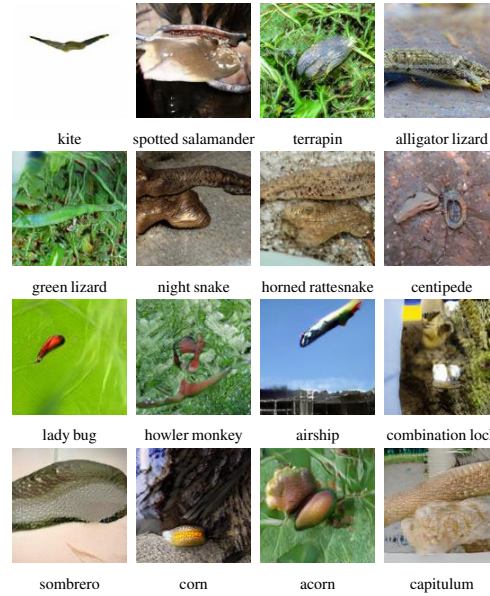 kite spotted salamander terrapin alligator lizard
green lizard night snake horned rattesnake centipede
lady bug howler monkey airship combination lock
sombrero corn acorn capitulum